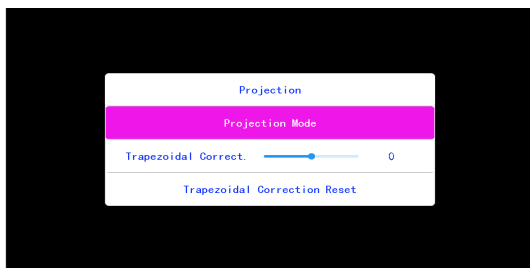 Projection
Projection Mode
Trapezoidal Correct. 0
Trapezoidal Correction Reset